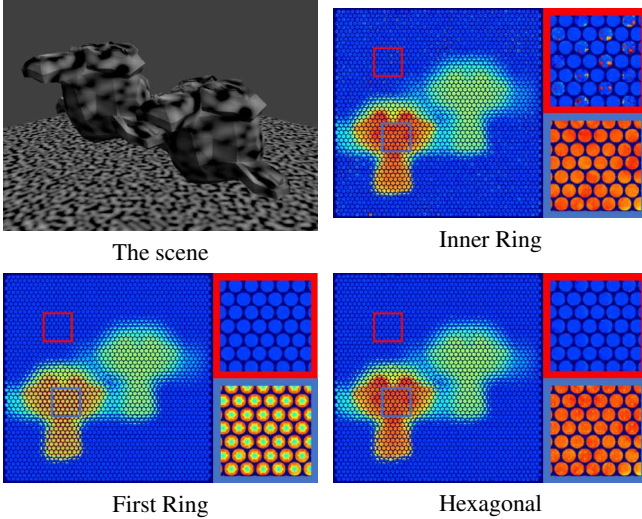 The scene
Inner Ring
First Ring
Hexagonal